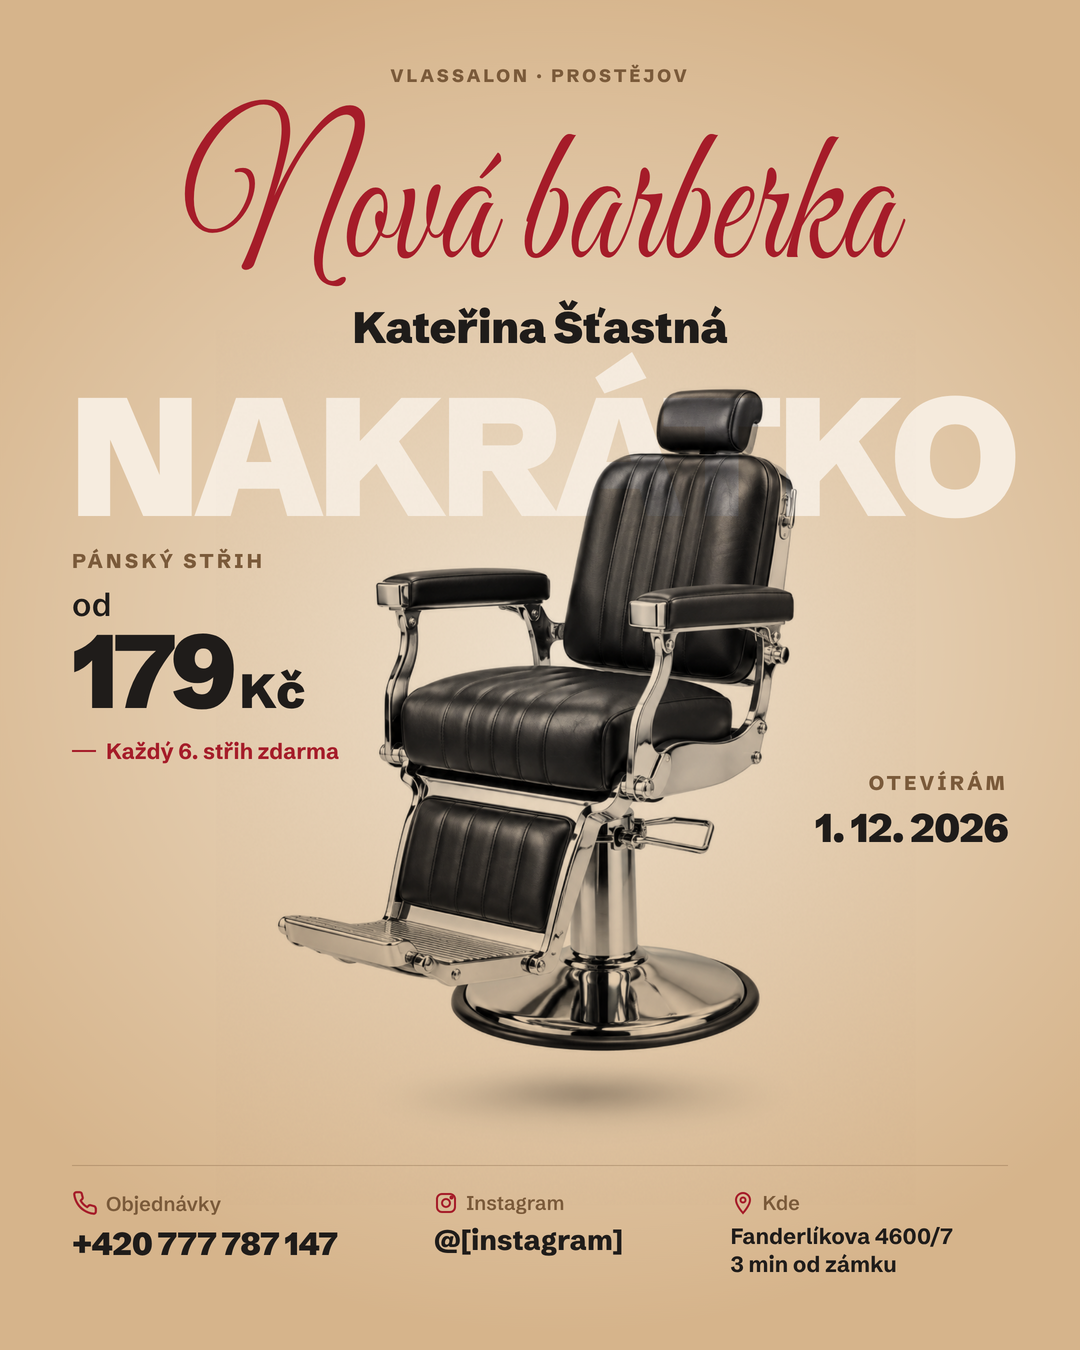 VLASSALON · PROSTĚJOV
Nová barberka
Kateřina Šťastná
NAKRÁTKO
PÁNSKÝ STŘIH
od
179 Kč
— Každý 6. střih zdarma
OTEVÍRÁM
1. 12. 2026
Objednávky
+420 777 787 147
Instagram
@[instagram]
Kde
Fanderlíkova 4600/7
3 min od zámku